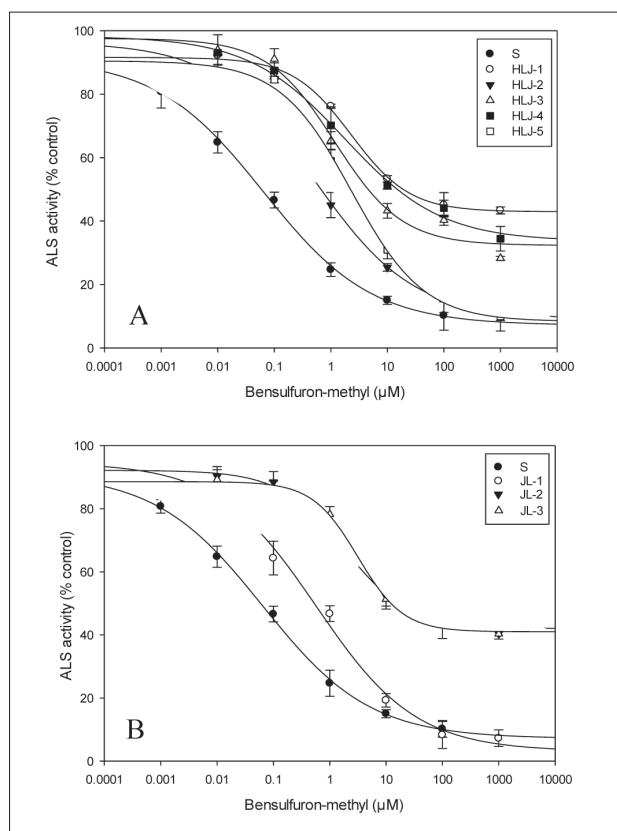 100
80
60
40
20
0
ALS activity (% control)
A
S
HLJ-1
HLJ-2
HLJ-3
HLJ-4
HLJ-5
0.0001 0.001 0.01 0.1 1 10 100 1000 10000
Bensulfuron-methyl (µM)
100
80
60
40
20
0
ALS activity (% control)
B
S
JL-1
JL-2
JL-3
0.0001 0.001 0.01 0.1 1 10 100 1000 10000
Bensulfuron-methyl (µM)